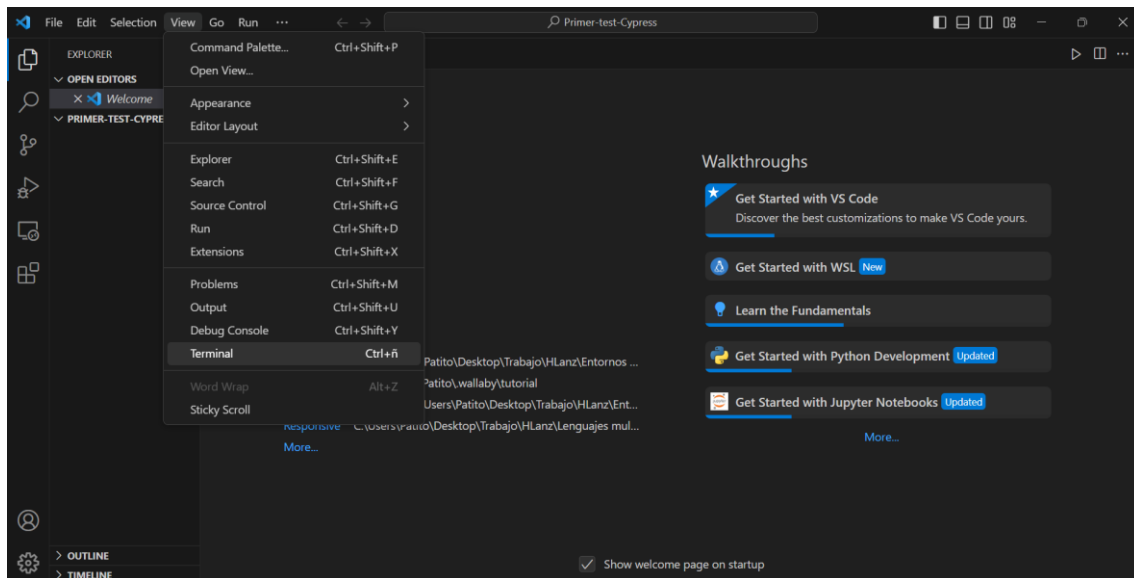 File Edit Selection View Go Run ···
Primer-test-Cypress
EXPLORER
OPEN EDITORS
Welcome
PRIMER-TEST-CYPRE
Command Palette... Ctrl+Shift+P
Open View...
Appearance
Editor Layout
Explorer Ctrl+Shift+E
Search Ctrl+Shift+F
Source Control Ctrl+Shift+G
Run Ctrl+Shift+D
Extensions Ctrl+Shift+X
Problems Ctrl+Shift+M
Output Ctrl+Shift+U
Debug Console Ctrl+Shift+Y
Terminal Ctrl+ñ
Word Wrap Alt+Z
Sticky Scroll
Patito\Desktop\Trabajo\HLanz\Entornos ...
Patito\.wallaby\tutorial
Users\Patito\Desktop\Trabajo\HLanz\Ent...
Responsive C:\Users\Patito\Desktop\Trabajo\HLanz\Lenguajes mul...
More...
Walkthroughs
Get Started with VS Code
Discover the best customizations to make VS Code yours.
Get Started with WSL New
Learn the Fundamentals
Get Started with Python Development Updated
Get Started with Jupyter Notebooks Updated
More...
OUTLINE
TIMELINE
Show welcome page on startup